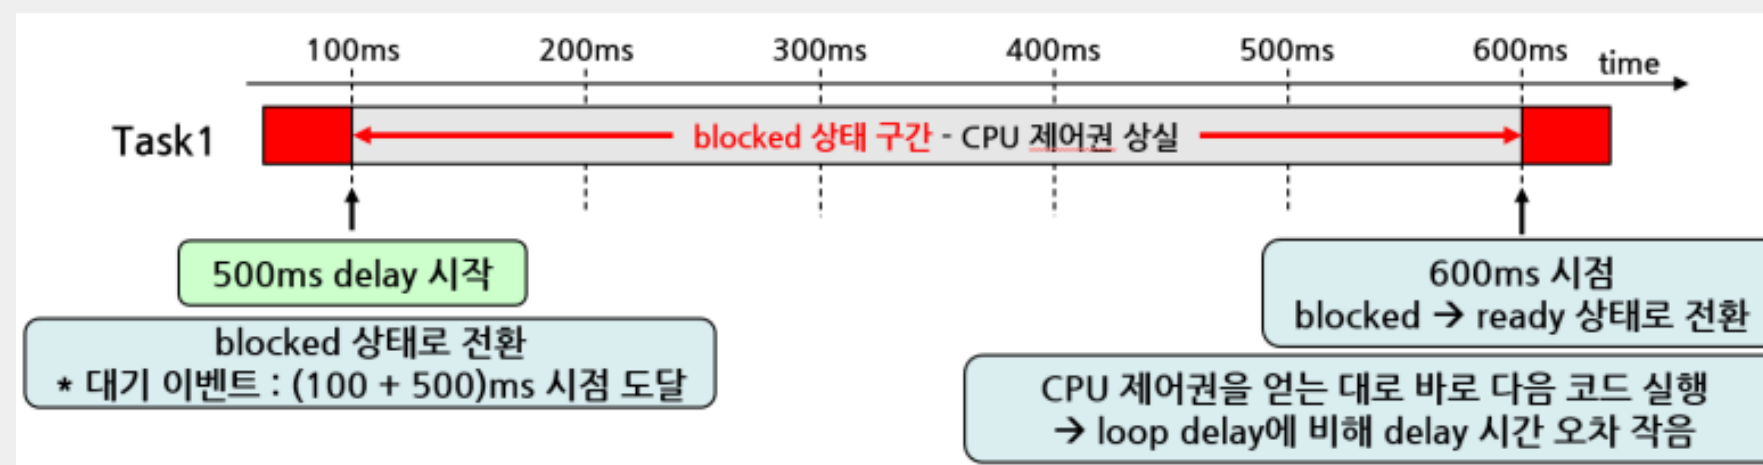 100ms 200ms 300ms 400ms 500ms 600ms time
Task1
blocked 상태 구간 - CPU 제어권 상실
500ms delay 시작
blocked 상태로 전환
* 대기 이벤트 : (100 + 500)ms 시점 도달
600ms 시점
blocked → ready 상태로 전환
CPU 제어권을 얻는 대로 바로 다음 코드 실행
→ loop delay에 비해 delay 시간 오차 작음